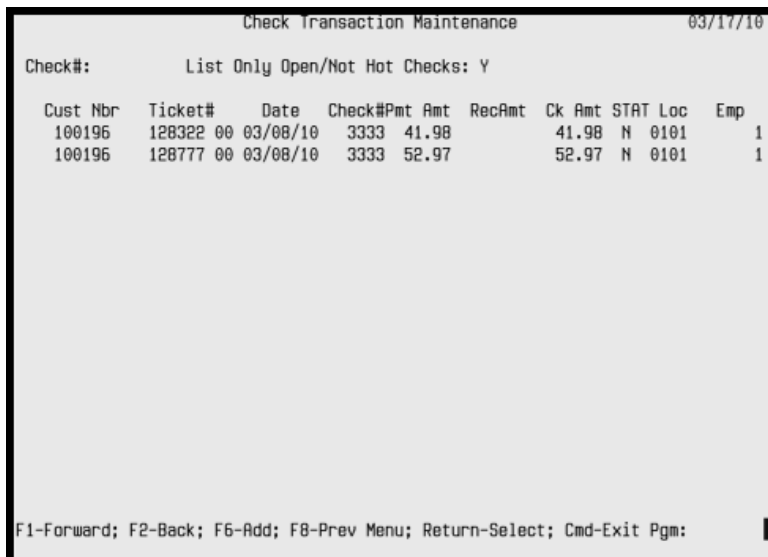 Check Transaction Maintenance 03/17/10
Check#: List Only Open/Not Hot Checks: Y
Cust Nbr Ticket# Date Check#Pmt Amt RecAmt Ck Amt STAT Loc Emp
100196 128322 00 03/08/10 3333 41.98 41.98 N 0101 1
100196 128777 00 03/08/10 3333 52.97 52.97 N 0101 1
F1-Forward; F2-Back; F6-Add; F8-Prev Menu; Return-Select; Cmd-Exit Pgm: